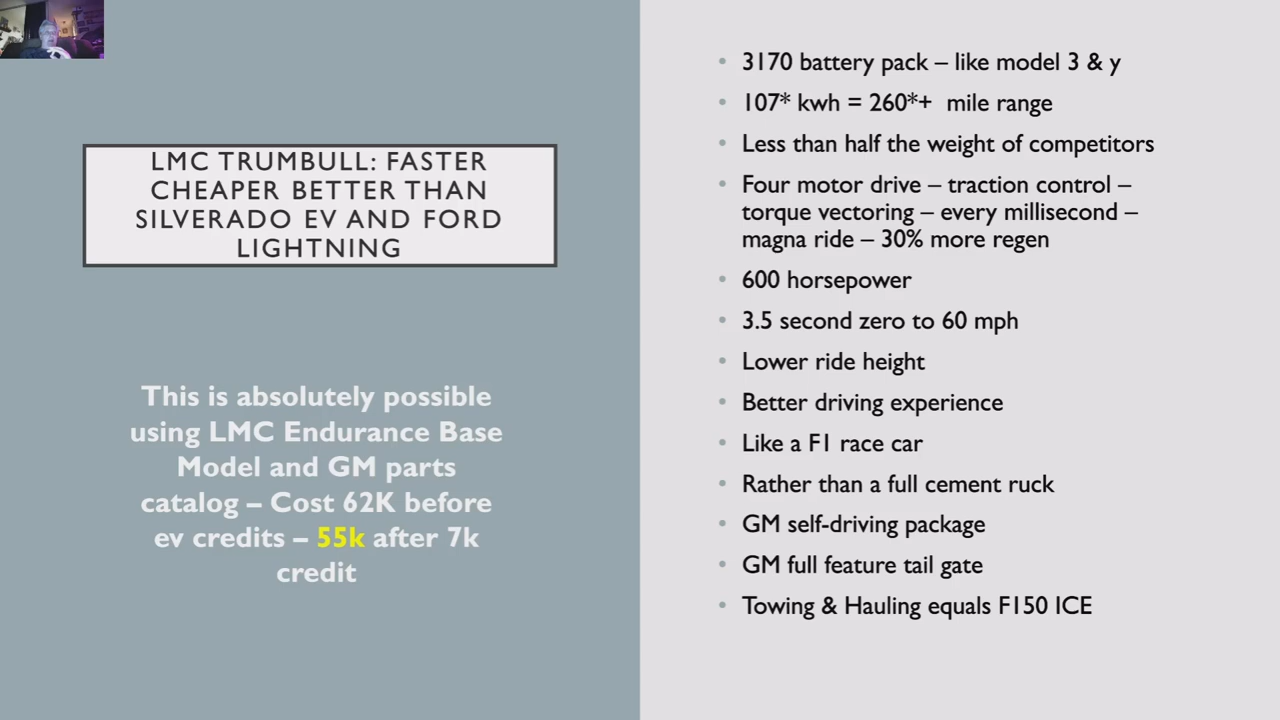 LMC TRUMBULL: FASTER
CHEAPER BETTER THAN
SILVERADO EV AND FORD
LIGHTNING
This is absolutely possible
using LMC Endurance Base
Model and GM parts
catalog – Cost 62K before
ev credits – 55k after 7k
credit
• 3170 battery pack – like model 3 & y
• 107* kwh = 260*+ mile range
• Less than half the weight of competitors
• Four motor drive – traction control –
torque vectoring – every millisecond –
magna ride – 30% more regen
• 600 horsepower
• 3.5 second zero to 60 mph
• Lower ride height
• Better driving experience
• Like a F1 race car
• Rather than a full cement ruck
• GM self-driving package
• GM full feature tail gate
• Towing & Hauling equals F150 ICE